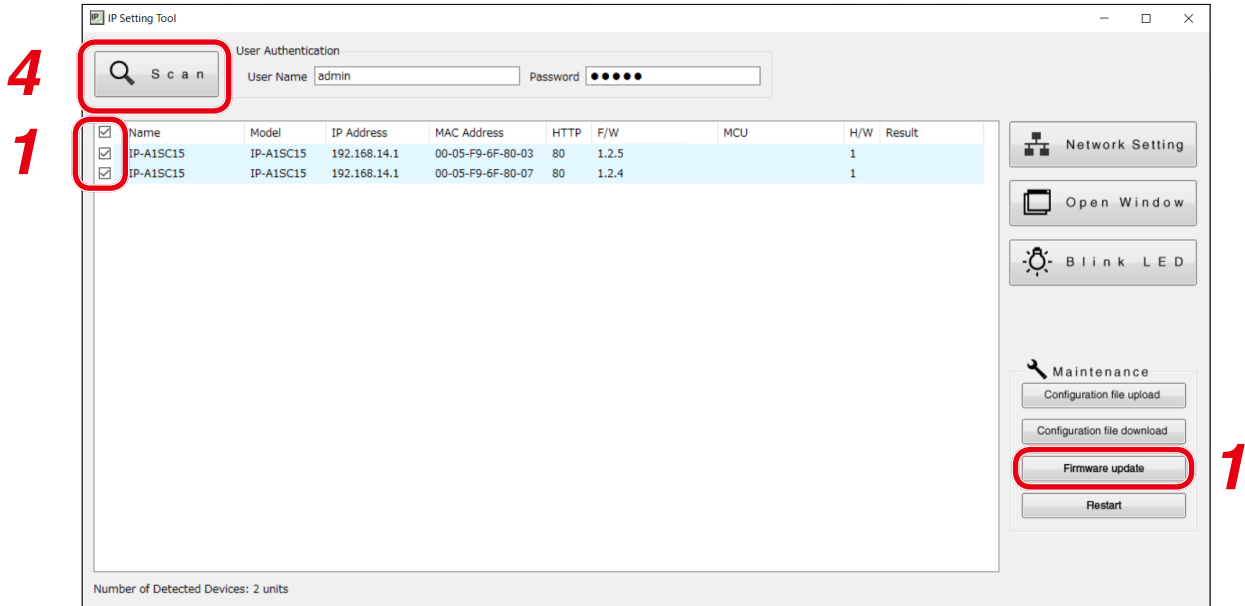 IP IP Setting Tool
4
Scan
User Authentication
User Name admin Password ●●●●●
1
Name Model IP Address MAC Address HTTP F/W MCU H/W Result
IP-A1SC15 IP-A1SC15 192.168.14.1 00-05-F9-6F-80-03 80 1.2.5 1
IP-A1SC15 IP-A1SC15 192.168.14.1 00-05-F9-6F-80-07 80 1.2.4 1
Network Setting
Open Window
Blink LED
Maintenance
Configuration file upload
Configuration file download
Firmware update
1
Restart
Number of Detected Devices: 2 units